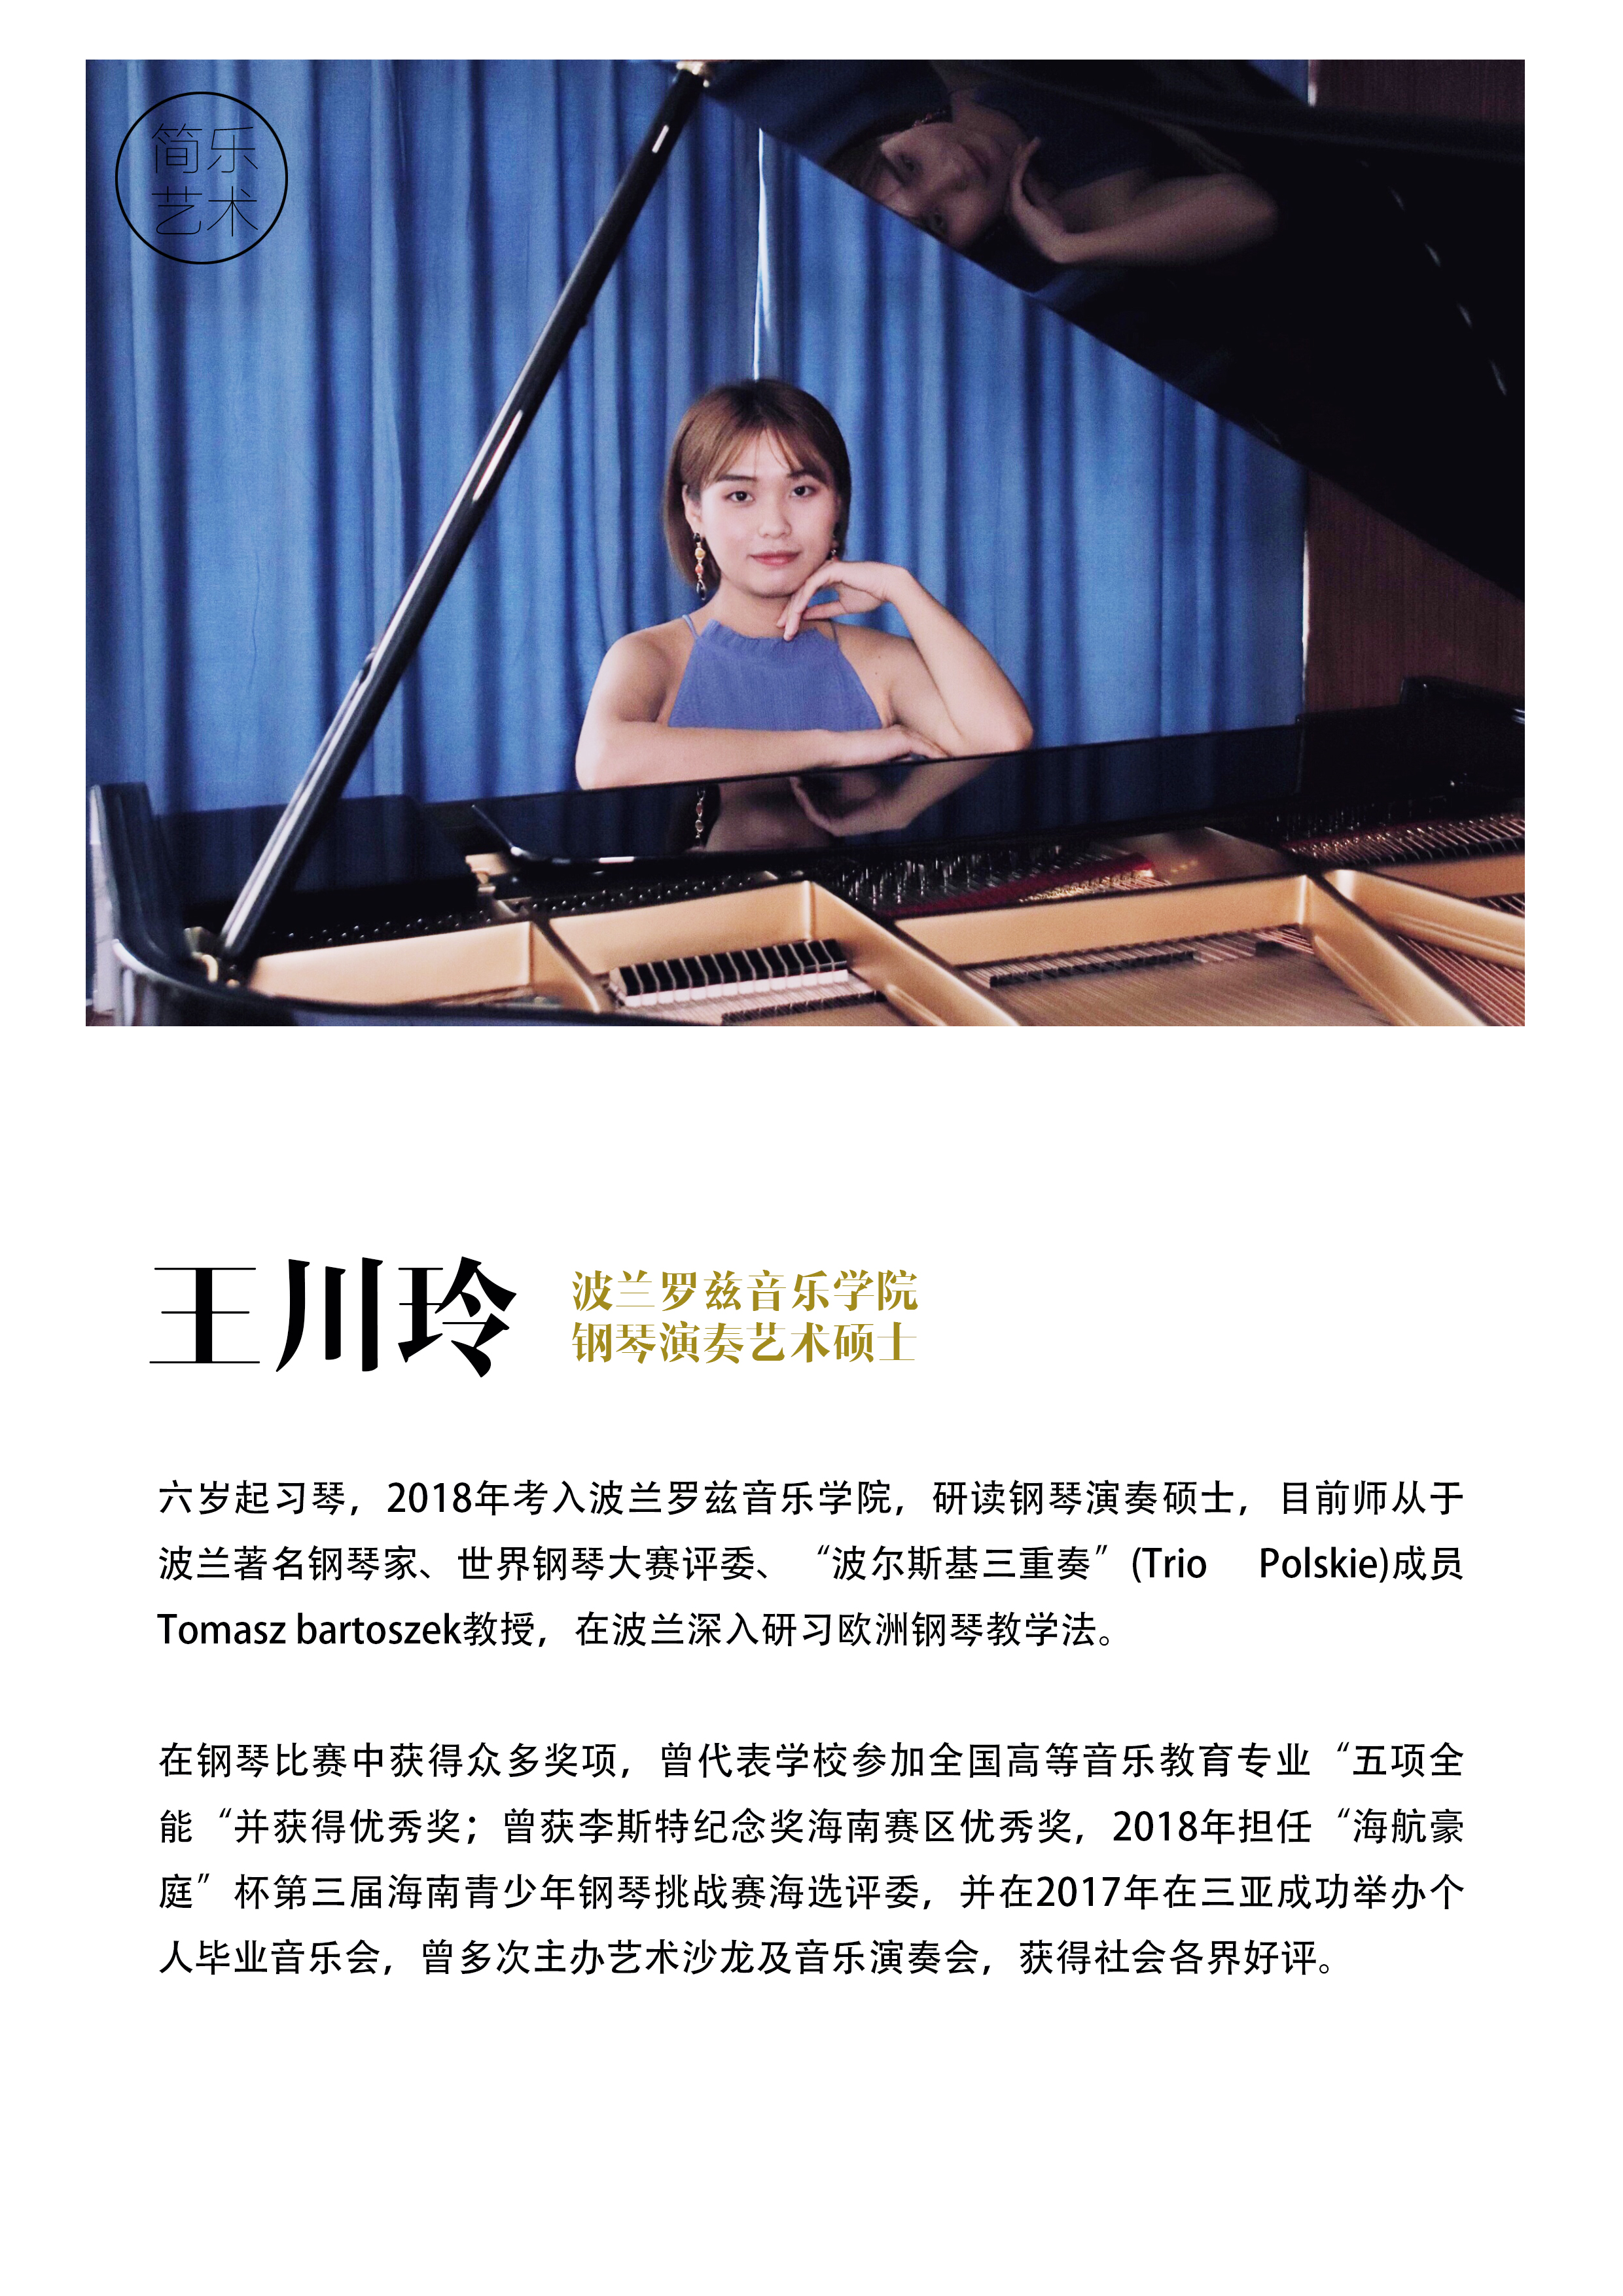 简乐
艺术
王川玲
波兰罗兹音乐学院
钢琴演奏艺术硕士
六岁起习琴，2018年考入波兰罗兹音乐学院，研读钢琴演奏硕士，目前师从于
波兰著名钢琴家、世界钢琴大赛评委、“波尔斯基三重奏”(Trio Polskie)成员
Tomasz bartoszek教授，在波兰深入研习欧洲钢琴教学法。
在钢琴比赛中获得众多奖项，曾代表学校参加全国高等音乐教育专业“五项全
能“并获得优秀奖；曾获李斯特纪念奖海南赛区优秀奖，2018年担任“海航豪
庭”杯第三届海南青少年钢琴挑战赛海选评委，并在2017年在三亚成功举办个
人毕业音乐会，曾多次主办艺术沙龙及音乐演奏会，获得社会各界好评。